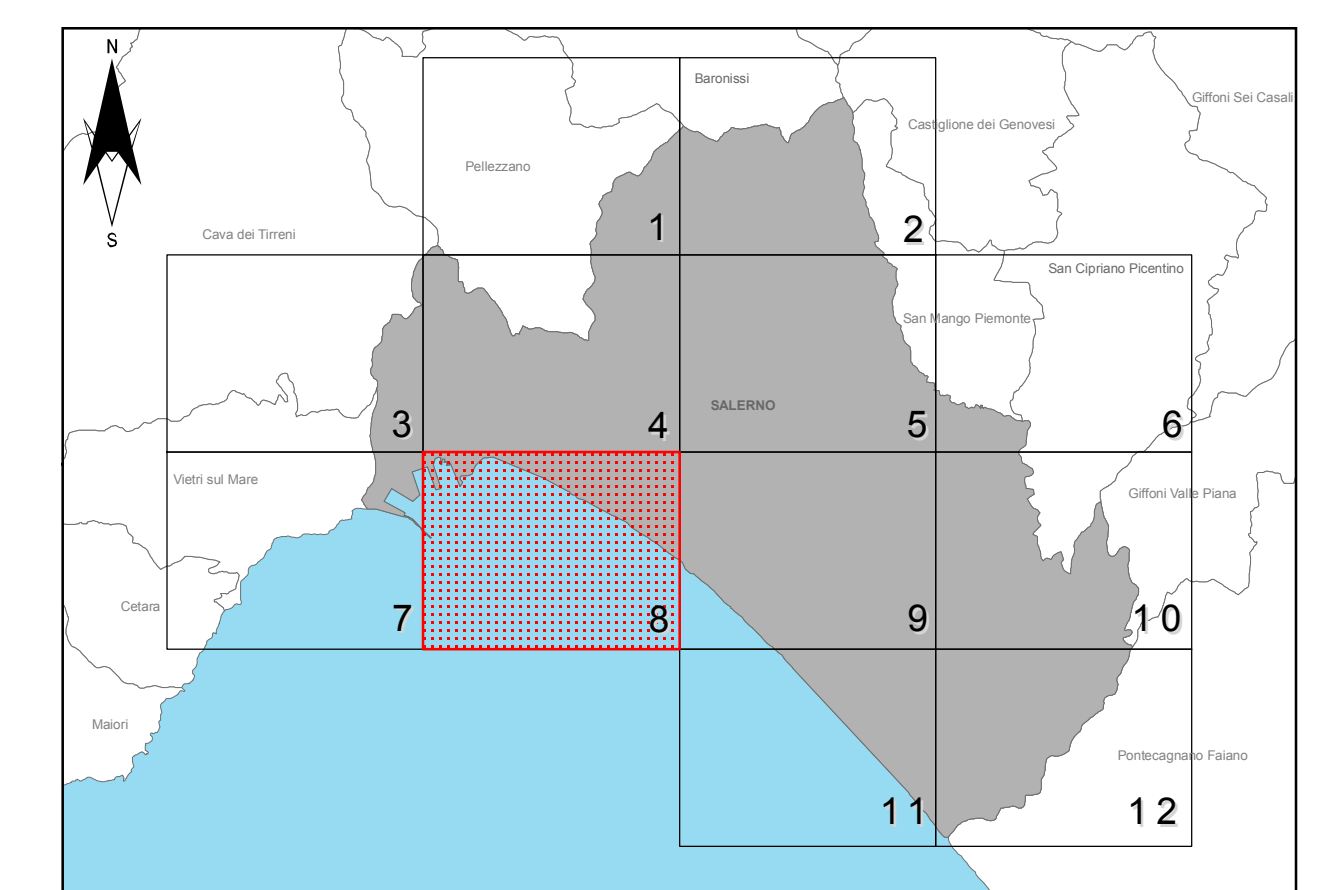 N
Baronissi
Giffoni Sei Casali
Castiglione dei Genovesi
Pellezzano
1
2
S
Cava dei Tirreni
San Cipriano Picentino
San Mango Piemonte
SALERNO
3
4
5
6
Vietri sul Mare
Giffoni Valle Piana
Cetara
7
8
9
10
Maiori
Pontecagnano Faiano
11
12